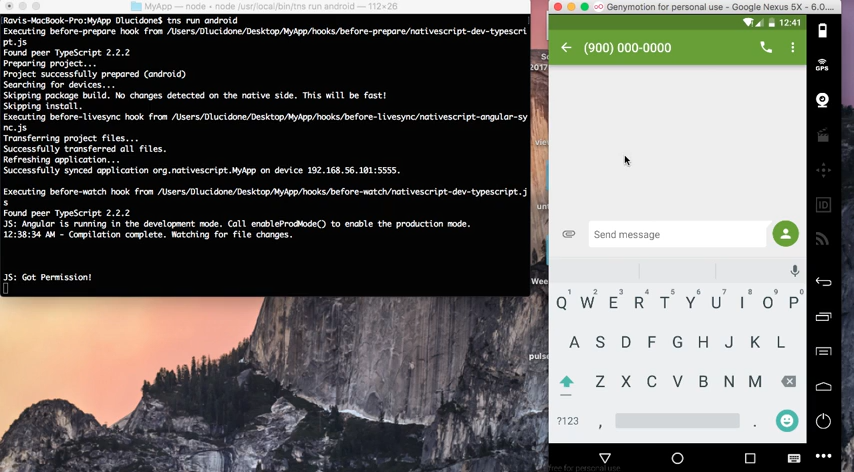 MyApp — node • node /usr/local/bin/tns run android — 112×26
Ravis-MacBook-Pro:MyApp Dlucidone$ tns run android
Executing before-prepare hook from /Users/Dlucidone/Desktop/MyApp/hooks/before-prepare/nativescript-dev-typescri
pt.js
Found peer TypeScript 2.2.2
Preparing project...
Project successfully prepared (android)
Searching for devices...
Skipping package build. No changes detected on the native side. This will be fast!
Skipping install.
Executing before-livesync hook from /Users/Dlucidone/Desktop/MyApp/hooks/before-livesync/nativescript-angular-sy
nc.js
Transferring project files...
Successfully transferred all files.
Refreshing application...
Successfully synced application org.nativescript.MyApp on device 192.168.56.101:5555.
Executing before-watch hook from /Users/Dlucidone/Desktop/MyApp/hooks/before-watch/nativescript-dev-typescript.j
s
Found peer TypeScript 2.2.2
JS: Angular is running in the development mode. Call enableProdMode() to enable the production mode.
12:38:34 AM - Compilation complete. Watching for file changes.
JS: Got Permission!
Genymotion for personal use - Google Nexus 5X - 6.0....
12:41
(900) 000-0000
Send message
1 2 3 4 5 6 7 8 9 0
Q W E R T Y U I O P
A S D F G H J K L
Z X C V B N M
?123 , .
GPS
ID
free for personal use